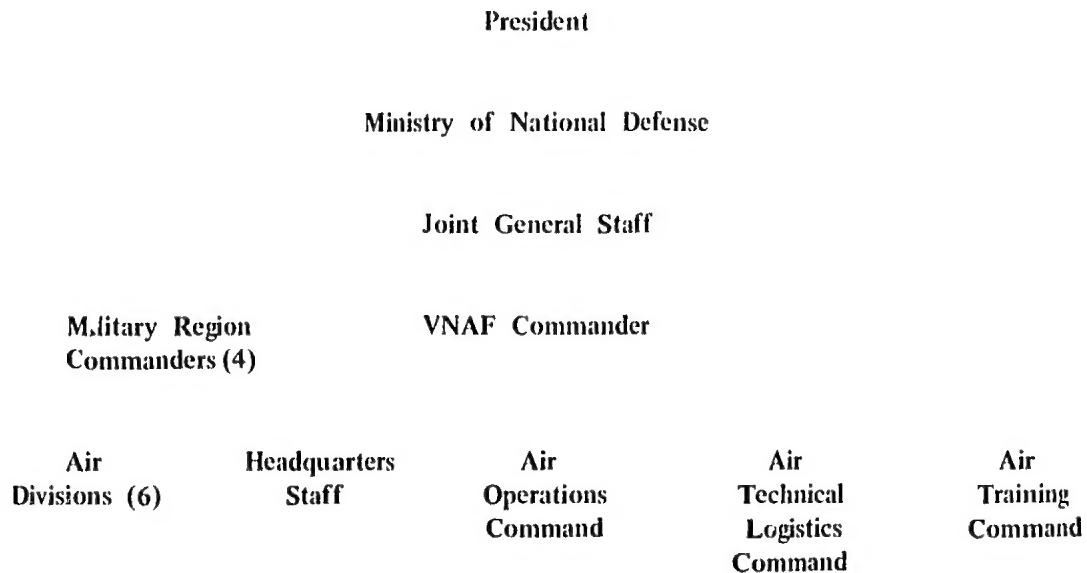 President
Ministry of National Defense
Joint General Staff
Military Region
Commanders (4)
VNAF Commander
Air
Divisions (6)
Headquarters
Staff
Air
Operations
Command
Air
Technical
Logistics
Command
Air
Training
Command